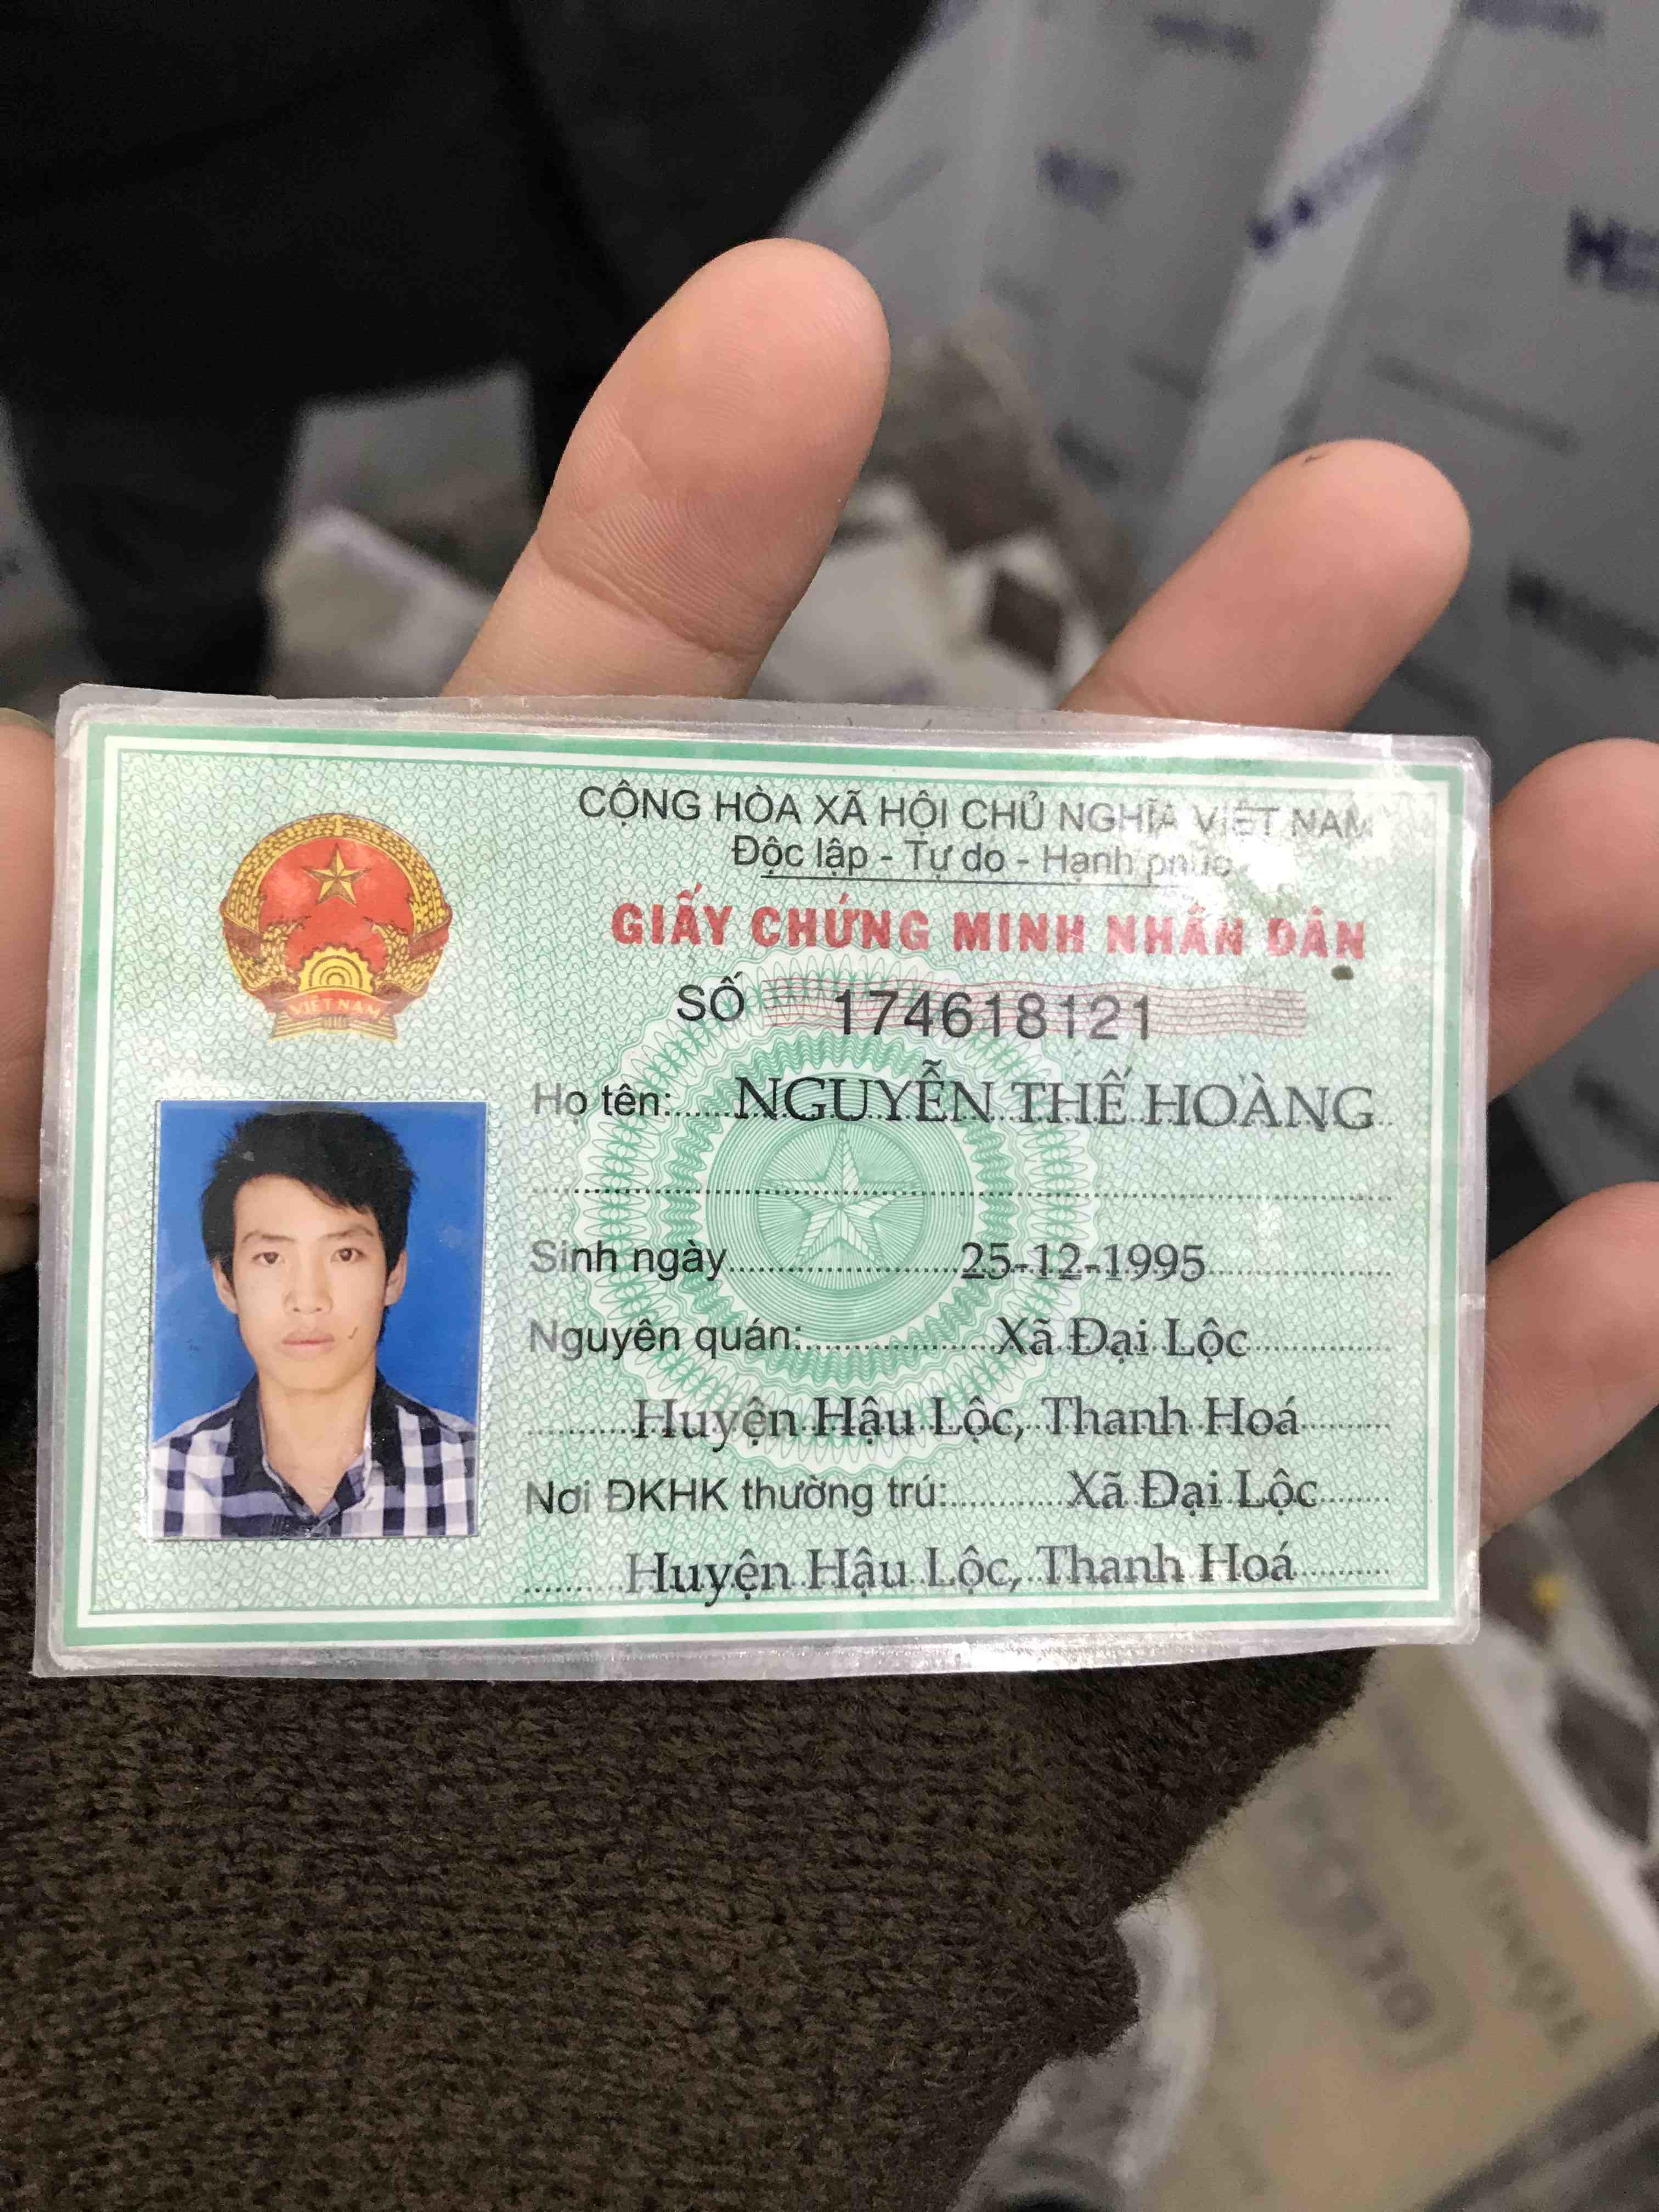 CỘNG HÒA XÃ HỘI CHỦ NGHĨA VIỆT NAM
Độc lập - Tự do - Hạnh phúc
GIẤY CHỨNG MINH NHÂN DÂN
SỐ 174618121
Họ tên: NGUYỄN THẾ HOÀNG
Sinh ngày 25-12-1995
Nguyên quán: Xã Đại Lộc
Huyện Hậu Lộc, Thanh Hoá
Nơi ĐKHK thường trú: Xã Đại Lộc
Huyện Hậu Lộc, Thanh Hoá
VIỆT NAM